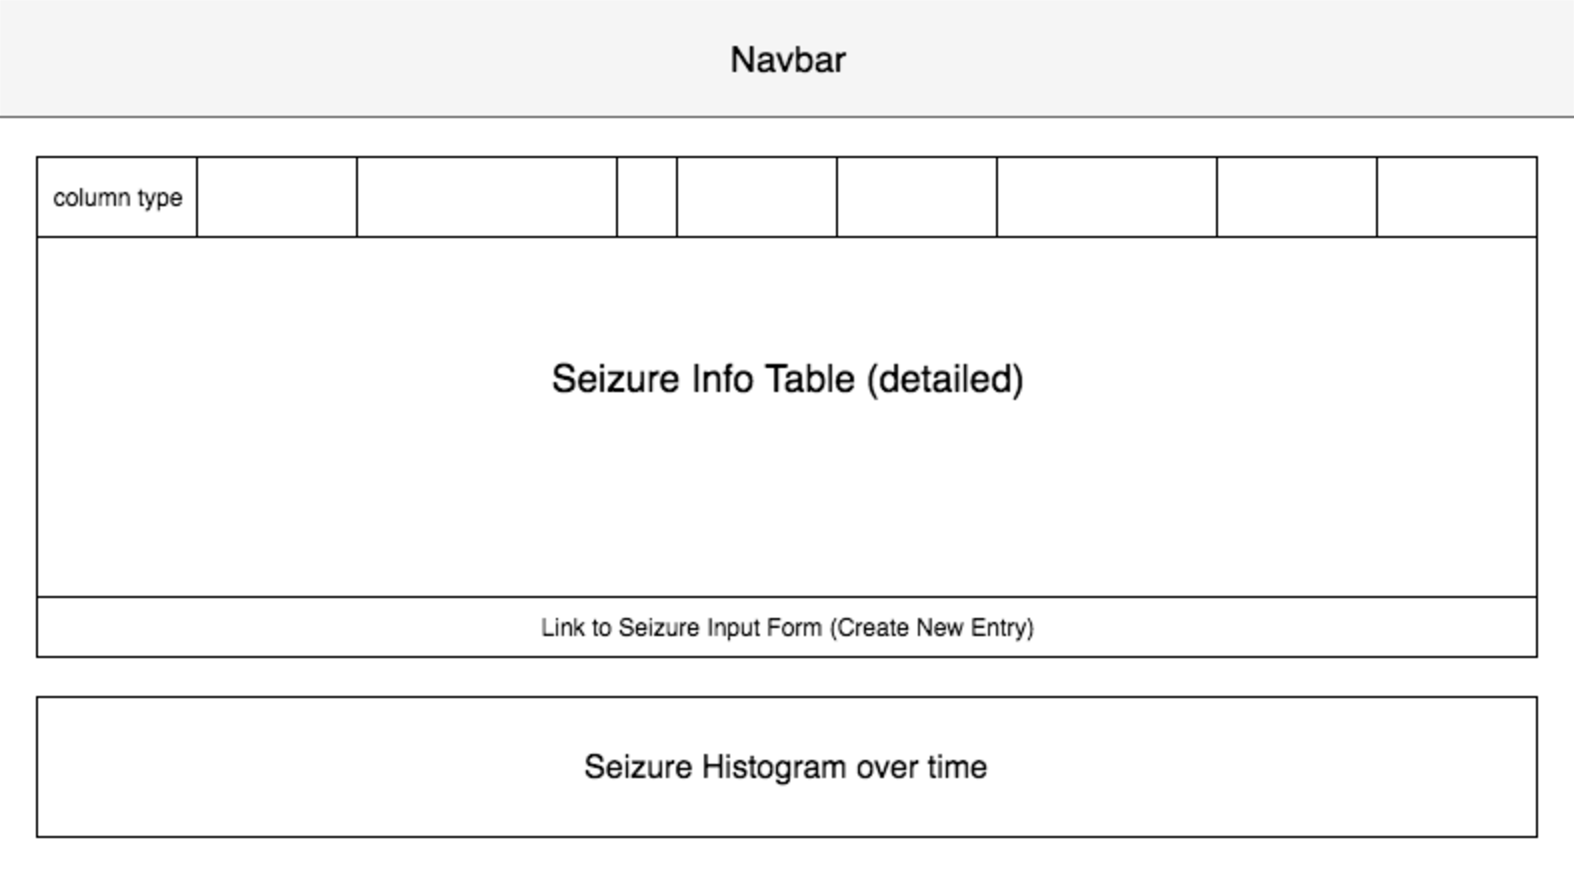 Navbar
column type
Seizure Info Table (detailed)
Link to Seizure Input Form (Create New Entry)
Seizure Histogram over time